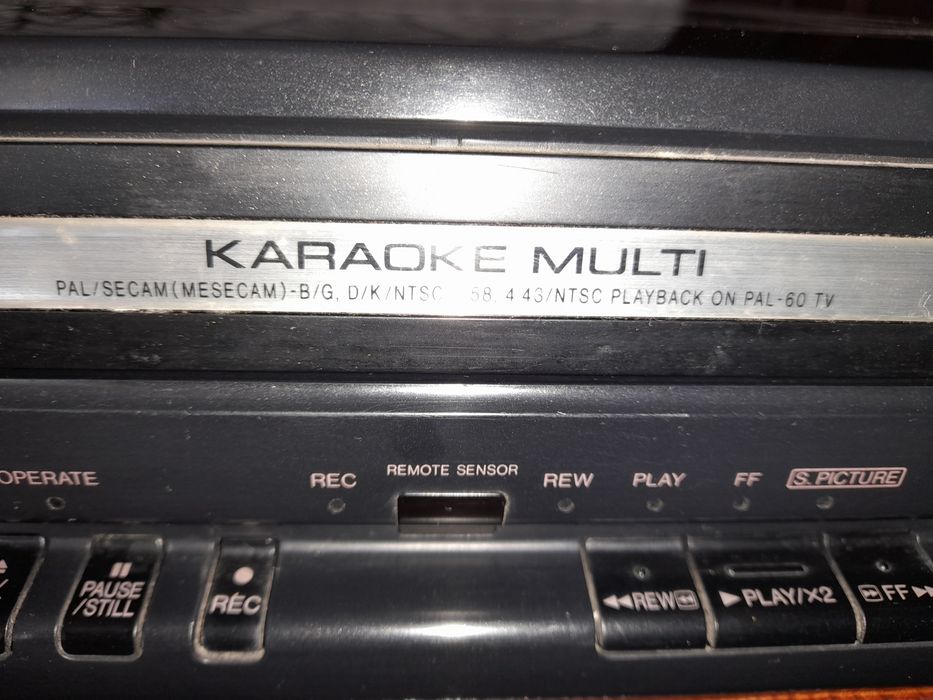 KARAOKE MULTI
PAL/SECAM(MESECAM)-B/G, D/K/NTSC 58, 4.43/NTSC PLAYBACK ON PAL-60 TV
OPERATE
REC
REMOTE SENSOR
REW
PLAY
FF
S. PICTURE
PAUSE
/STILL
REC
◀◀REW
▶PLAY/X2
FF▶▶